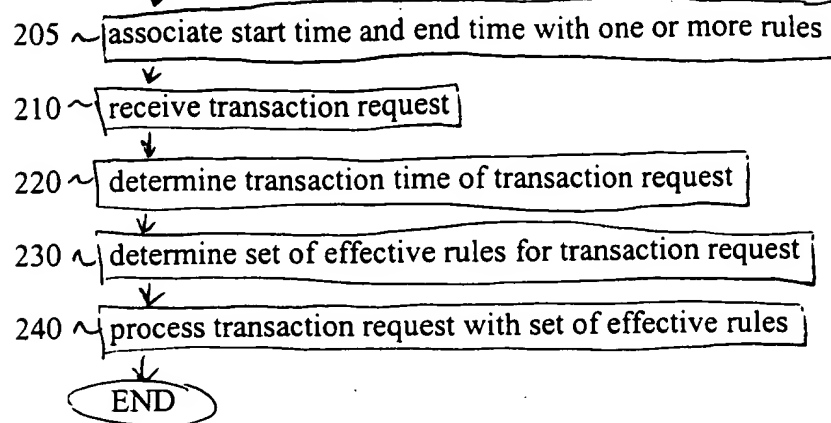 205 associate start time and end time with one or more rules
210 receive transaction request
220 determine transaction time of transaction request
230 determine set of effective rules for transaction request
240 process transaction request with set of effective rules
END